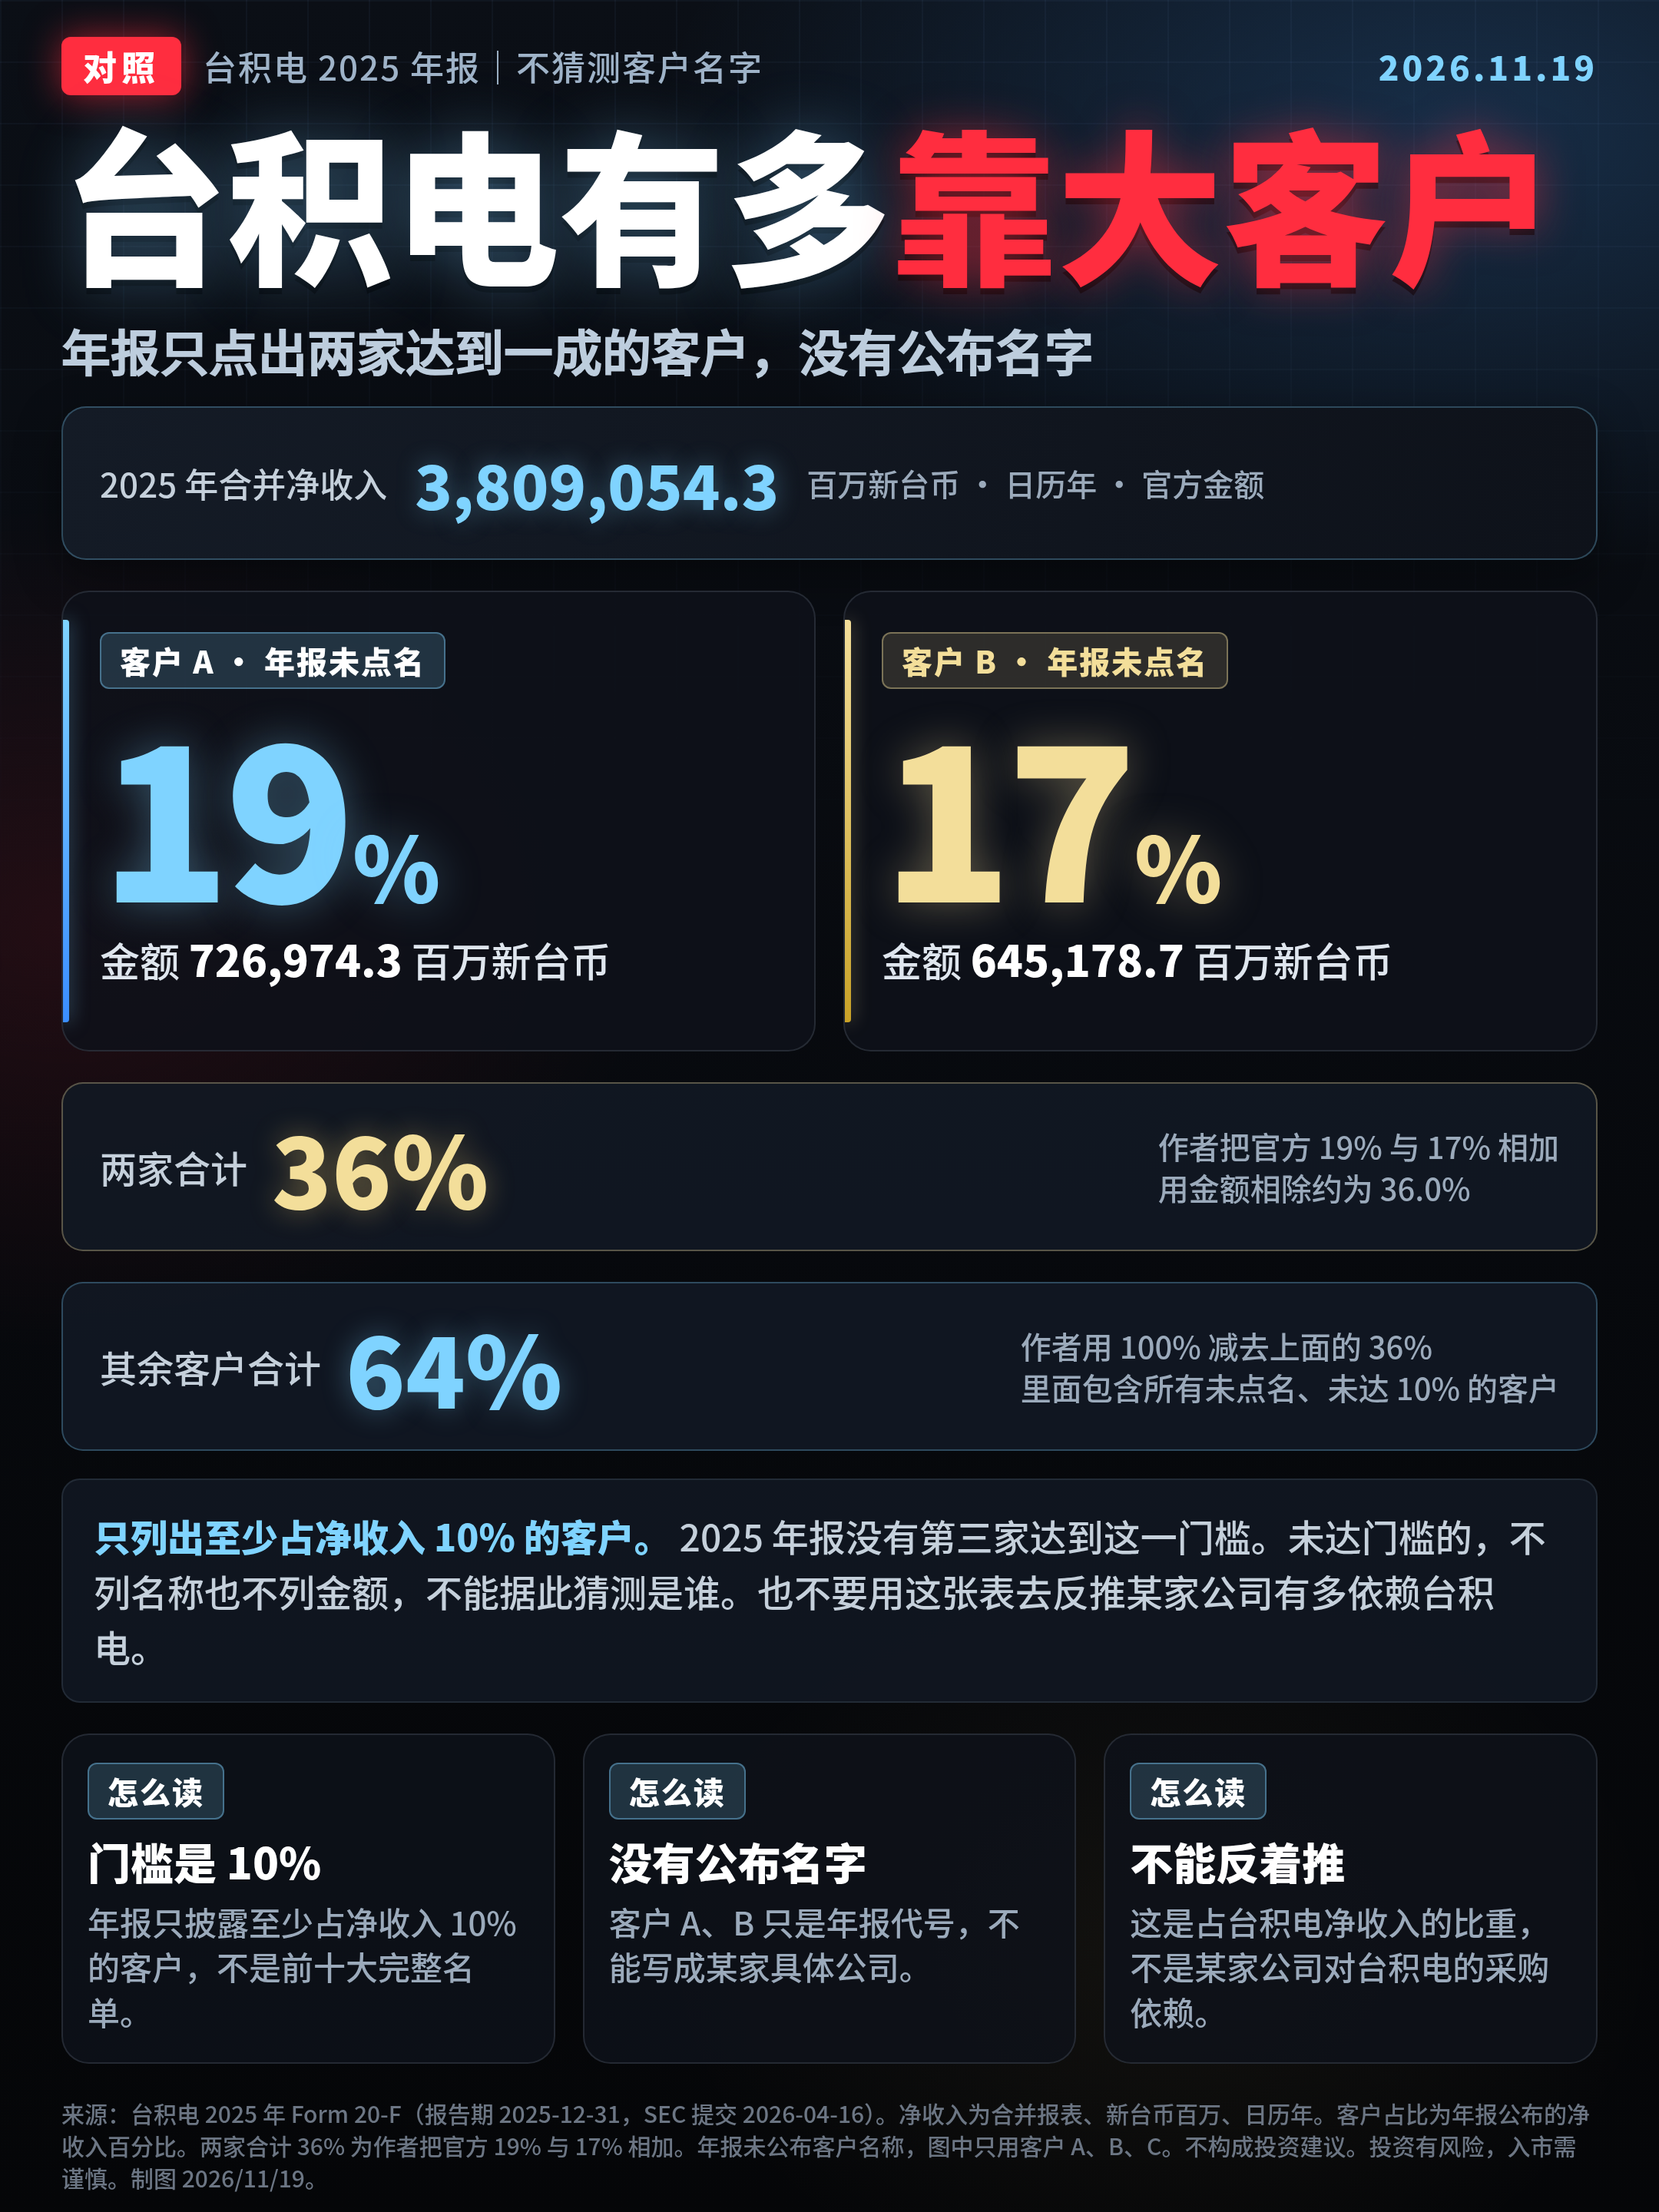 对照 台积电 2025 年报｜不猜测客户名字 2026.11.19
台积电有多靠大客户
年报只点出两家达到一成的客户，没有公布名字
2025 年合并净收入 3,809,054.3 百万新台币 · 日历年 · 官方金额
客户 A · 年报未点名
19%
金额 726,974.3 百万新台币
客户 B · 年报未点名
17%
金额 645,178.7 百万新台币
两家合计 36%
作者把官方 19% 与 17% 相加
用金额相除约为 36.0%
其余客户合计 64%
作者用 100% 减去上面的 36%
里面包含所有未点名、未达 10% 的客户
只列出至少占净收入 10% 的客户。 2025 年报没有第三家达到这一门槛。未达门槛的，不
列名称也不列金额，不能据此猜测是谁。也不要用这张表去反推某家公司有多依赖台积
电。
怎么读
门槛是 10%
年报只披露至少占净收入 10%
的客户，不是前十大完整名
单。
怎么读
没有公布名字
客户 A、B 只是年报代号，不
能写成某家具体公司。
怎么读
不能反着推
这是占台积电净收入的比重，
不是某家公司对台积电的采购
依赖。
来源：台积电 2025 年 Form 20-F（报告期 2025-12-31，SEC 提交 2026-04-16）。净收入为合并报表、新台币百万、日历年。客户占比为年报公布的净
收入百分比。两家合计 36% 为作者把官方 19% 与 17% 相加。年报未公布客户名称，图中只用客户 A、B、C。不构成投资建议。投资有风险，入市需
谨慎。制图 2026/11/19。